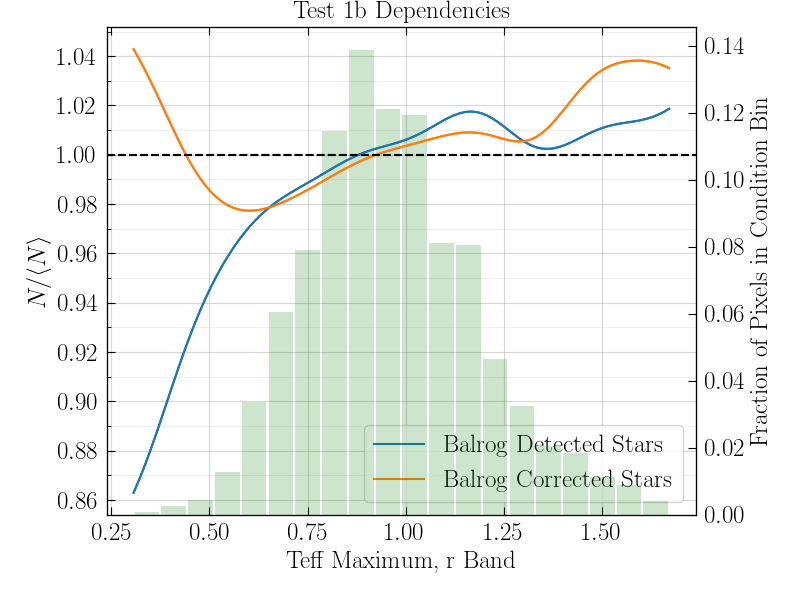 Test 1b Dependencies
1.04
1.02
1.00
0.98
0.96
0.94
0.92
0.90
0.88
0.86
N/⟨N⟩
0.14
0.12
0.10
0.08
0.06
0.04
0.02
0.00
Fraction of Pixels in Condition Bin
Balrog Detected Stars
Balrog Corrected Stars
0.25 0.50 0.75 1.00 1.25 1.50
Teff Maximum, r Band